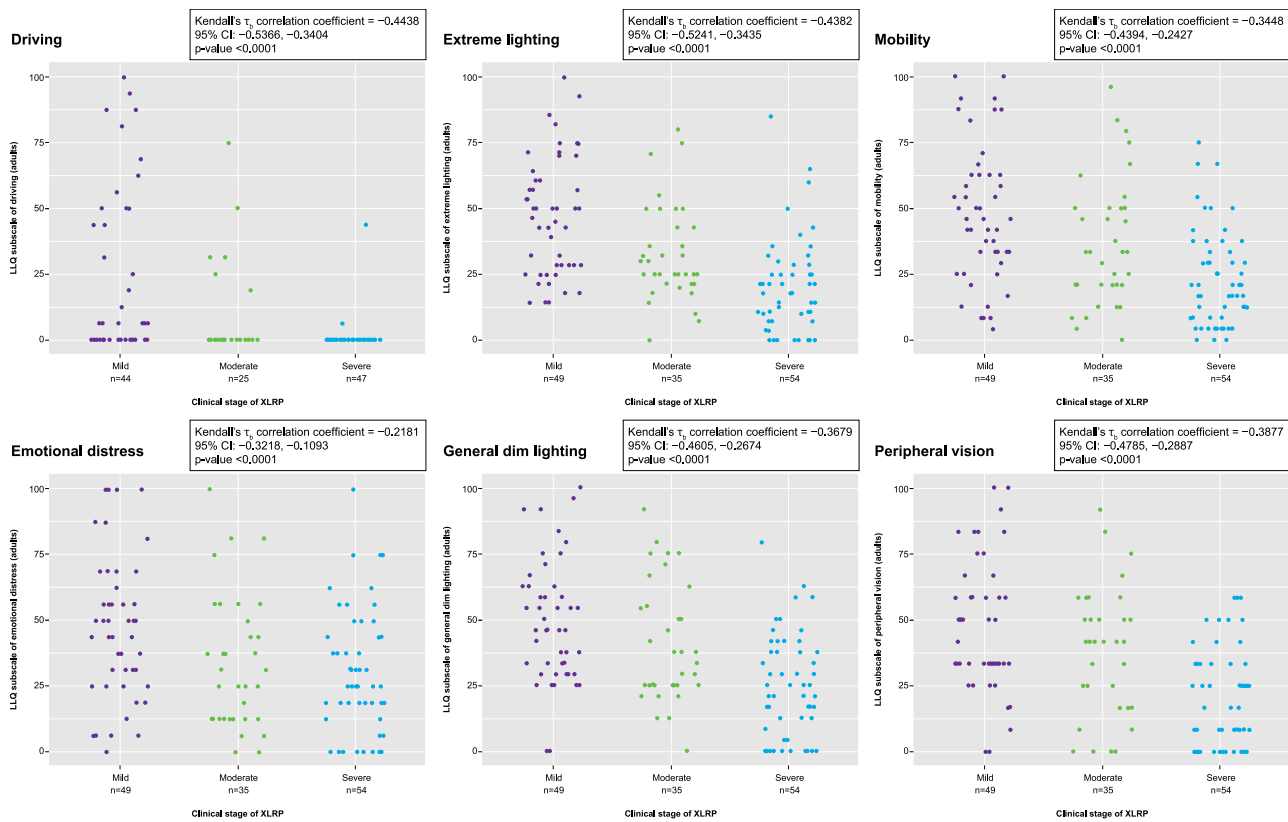 Driving
Kendall's τb correlation coefficient = −0.4438
95% CI: −0.5366, −0.3404
p-value <0.0001
LLQ subscale of driving (adults)
100
75
50
25
0
Mild
n=44
Moderate
n=25
Severe
n=47
Clinical stage of XLRP
Extreme lighting
Kendall's τb correlation coefficient = −0.4382
95% CI: −0.5241, −0.3435
p-value <0.0001
LLQ subscale of extreme lighting (adults)
100
75
50
25
0
Mild
n=49
Moderate
n=35
Severe
n=54
Clinical stage of XLRP
Mobility
Kendall's τb correlation coefficient = −0.3448
95% CI: −0.4394, −0.2427
p-value <0.0001
LLQ subscale of mobility (adults)
100
75
50
25
0
Mild
n=49
Moderate
n=35
Severe
n=54
Clinical stage of XLRP
Emotional distress
Kendall's τb correlation coefficient = −0.2181
95% CI: −0.3218, −0.1093
p-value <0.0001
LLQ subscale of emotional distress (adults)
100
75
50
25
0
Mild
n=49
Moderate
n=35
Severe
n=54
Clinical stage of XLRP
General dim lighting
Kendall's τb correlation coefficient = −0.3679
95% CI: −0.4605, −0.2674
p-value <0.0001
LLQ subscale of general dim lighting (adults)
100
75
50
25
0
Mild
n=49
Moderate
n=35
Severe
n=54
Clinical stage of XLRP
Peripheral vision
Kendall's τb correlation coefficient = −0.3877
95% CI: −0.4785, −0.2887
p-value <0.0001
LLQ subscale of peripheral vision (adults)
100
75
50
25
0
Mild
n=49
Moderate
n=35
Severe
n=54
Clinical stage of XLRP